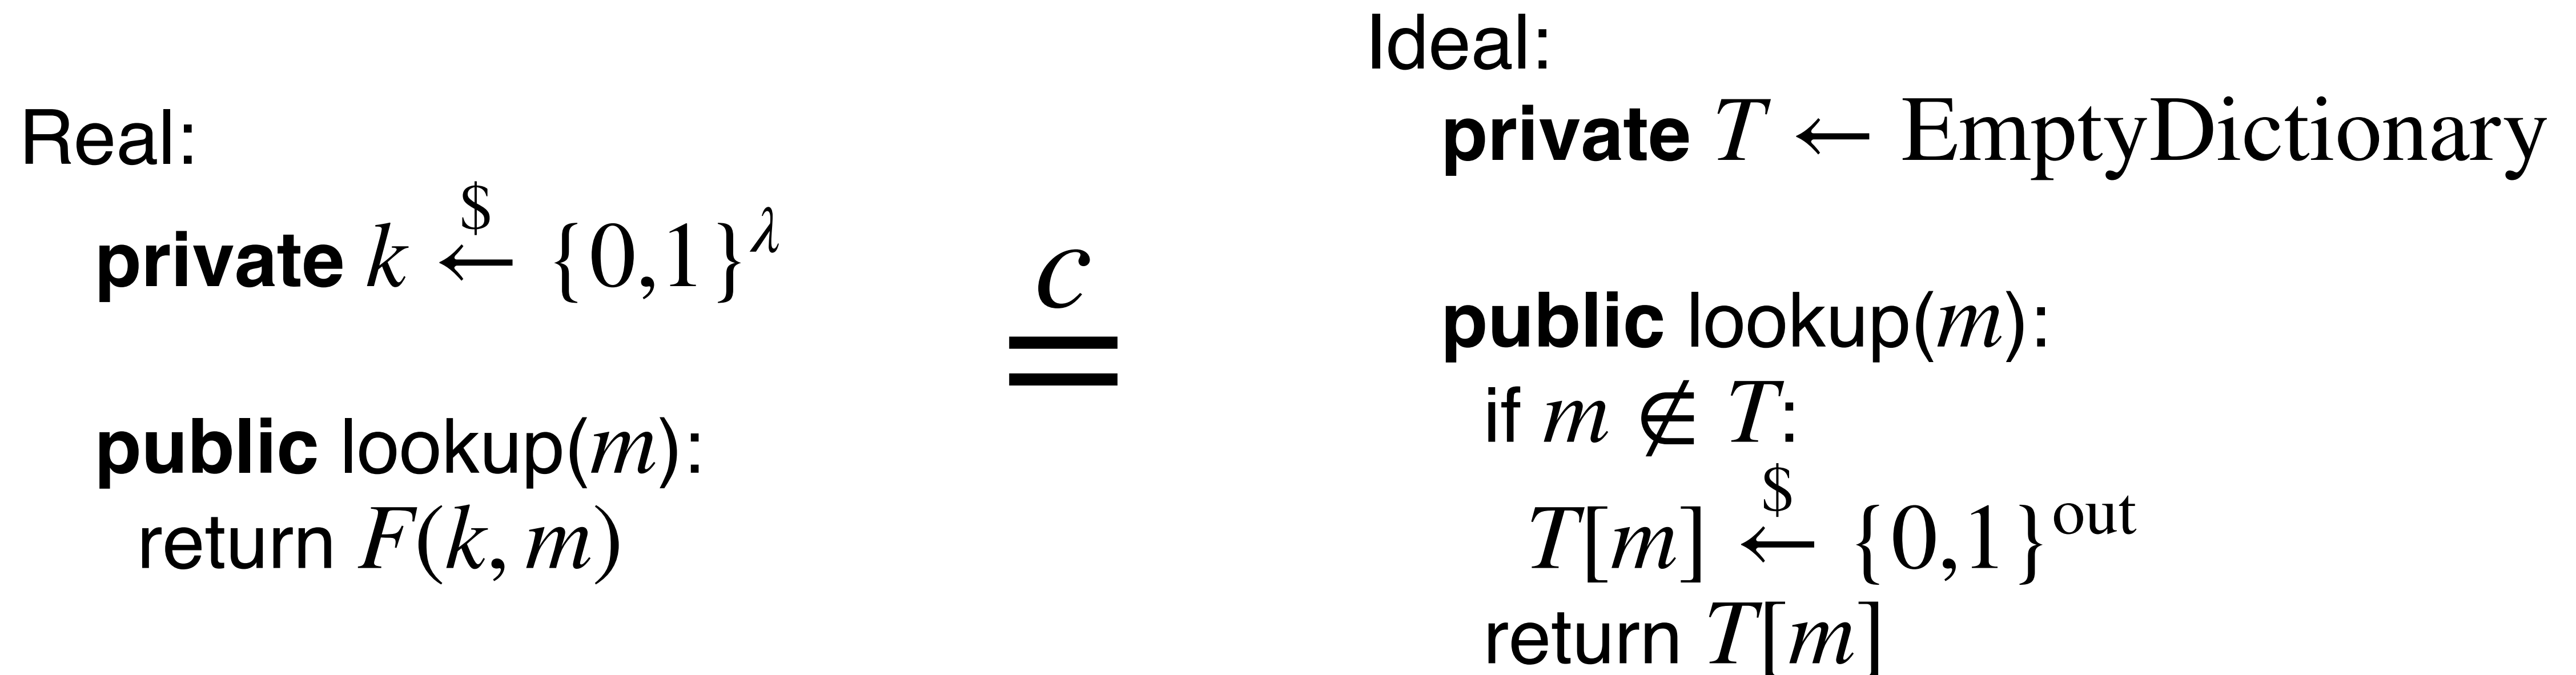 Real:
private k ←$ {0,1}^λ
public lookup(m):
return F(k, m)
c
=
Ideal:
private T ← EmptyDictionary
public lookup(m):
if m ∉ T:
T[m] ←$ {0,1}^out
return T[m]